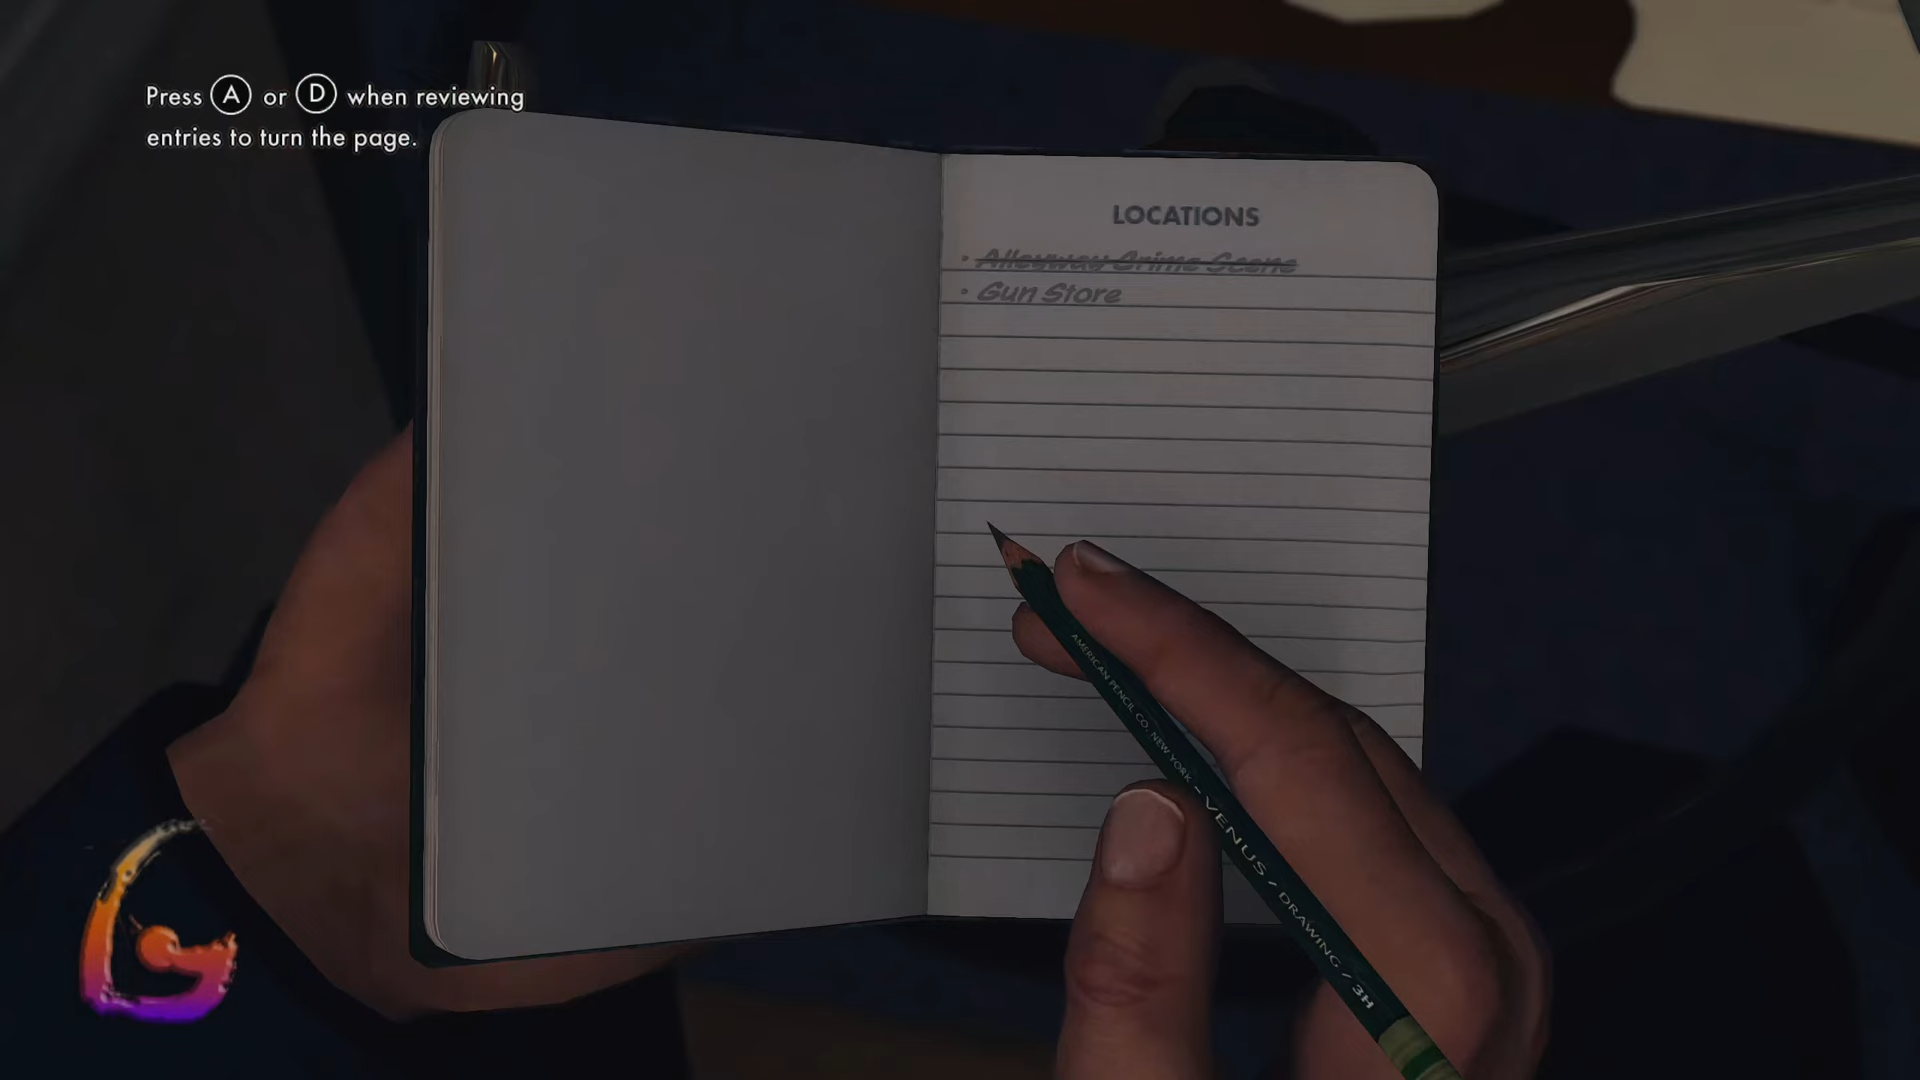 Press A or D when reviewing
entries to turn the page.
LOCATIONS
• Alleyway Crime Scene
• Gun Store
AMERICAN PENCIL CO. NEW YORK - VENUS / DRAWING / 3H